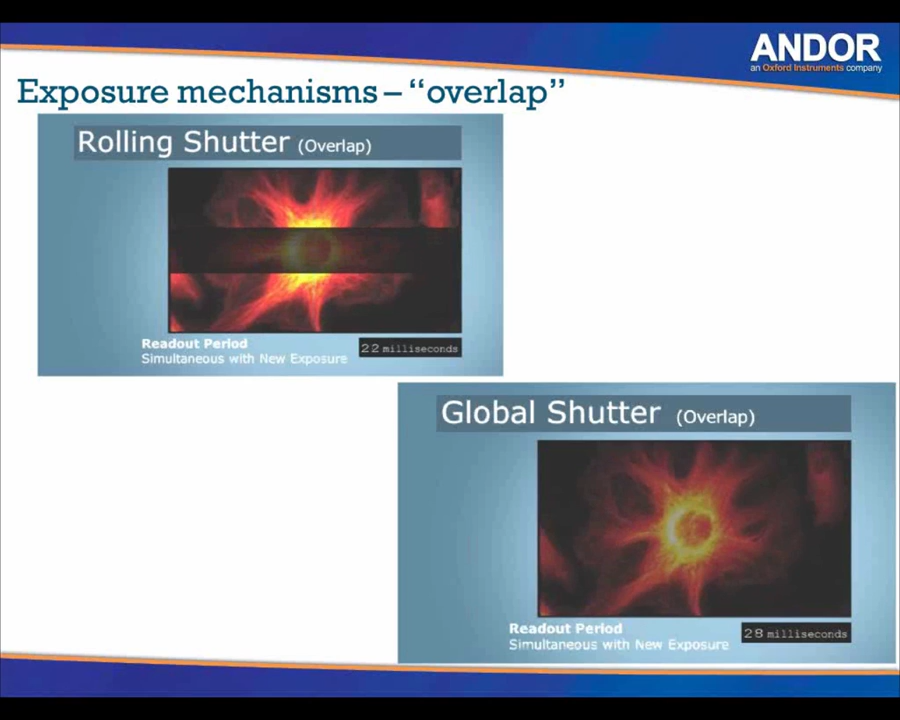 ANDOR
an Oxford Instruments company
Exposure mechanisms – “overlap”
Rolling Shutter (Overlap)
Readout Period
Simultaneous with New Exposure
22 milliseconds
Global Shutter (Overlap)
Readout Period
Simultaneous with New Exposure
28 milliseconds